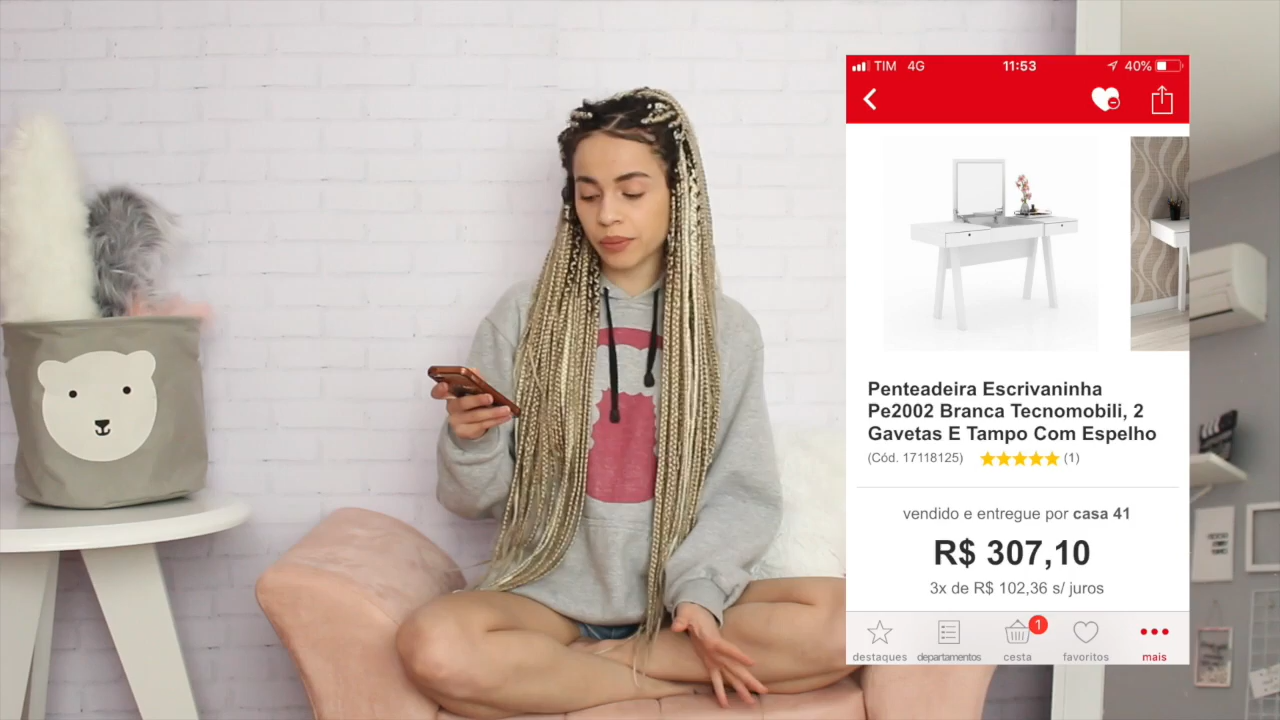 TIM 4G 11:53 40%
Penteadeira Escrivaninha
Pe2002 Branca Tecnomobili, 2
Gavetas E Tampo Com Espelho
(Cód. 17118125) (1)
vendido e entregue por casa 41
R$ 307,10
3x de R$ 102,36 s/ juros
1
destaques departamentos cesta favoritos mais